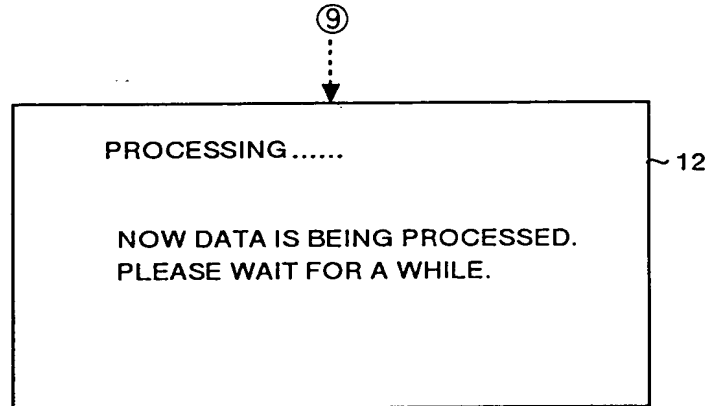 ⑨
PROCESSING......
~ 12
NOW DATA IS BEING PROCESSED.
PLEASE WAIT FOR A WHILE.